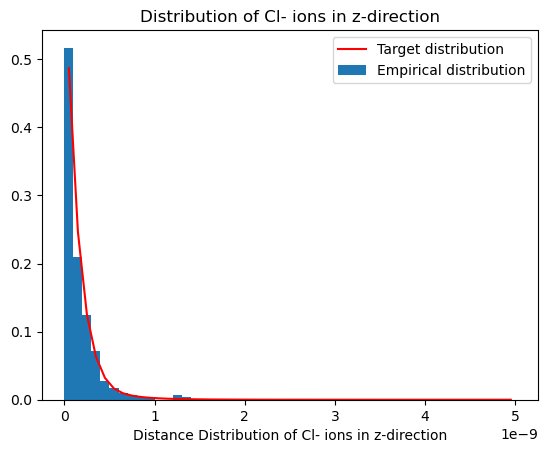 Distribution of Cl- ions in z-direction
Target distribution
Empirical distribution
0.5
0.4
0.3
0.2
0.1
0.0
0 1 2 3 4 5
1e−9
Distance Distribution of Cl- ions in z-direction